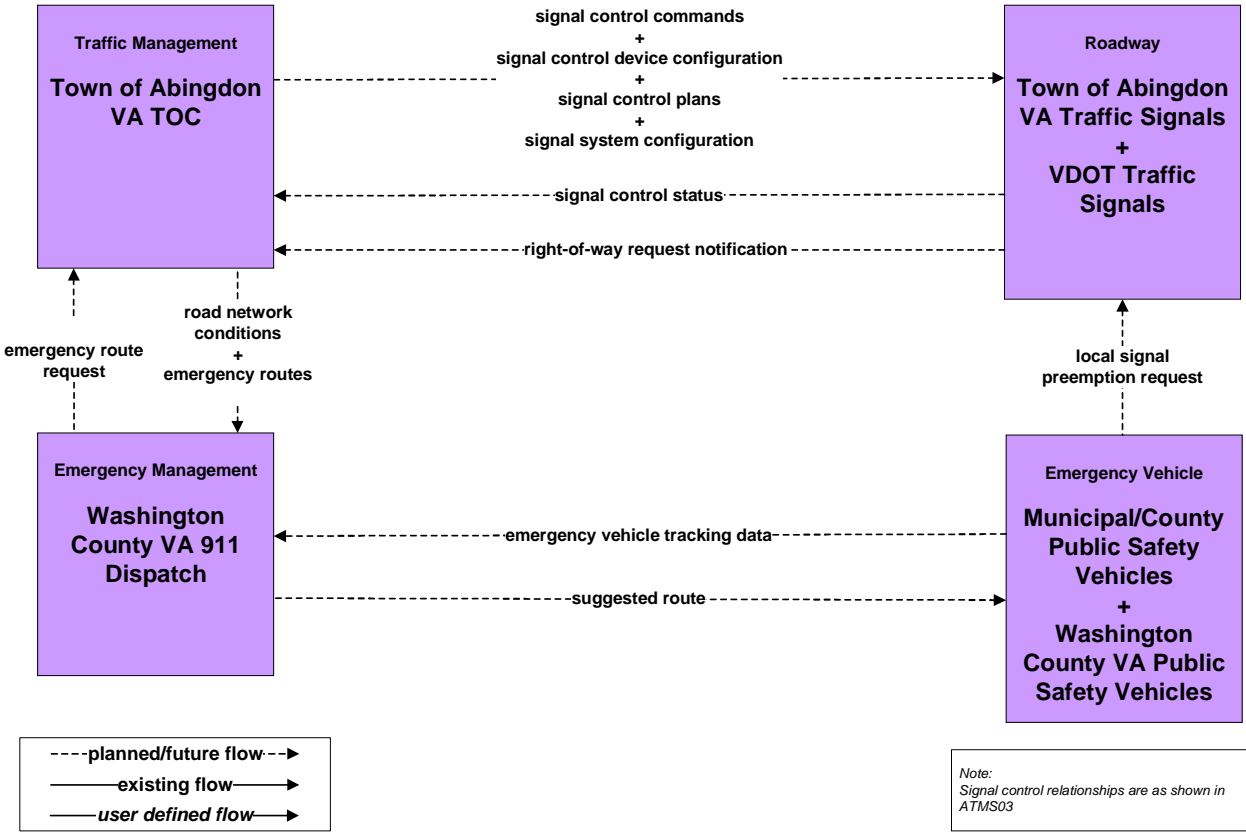 Traffic Management
Town of Abingdon
VA TOC
signal control commands
+
signal control device configuration
+
signal control plans
+
signal system configuration
Roadway
Town of Abingdon
VA Traffic Signals
+
VDOT Traffic
Signals
signal control status
right-of-way request notification
emergency route
request
road network
conditions
+
emergency routes
local signal
preemption request
Emergency Management
Washington
County VA 911
Dispatch
emergency vehicle tracking data
suggested route
Emergency Vehicle
Municipal/County
Public Safety
Vehicles
+
Washington
County VA Public
Safety Vehicles
planned/future flow
existing flow
user defined flow
Note:
Signal control relationships are as shown in
ATMS03